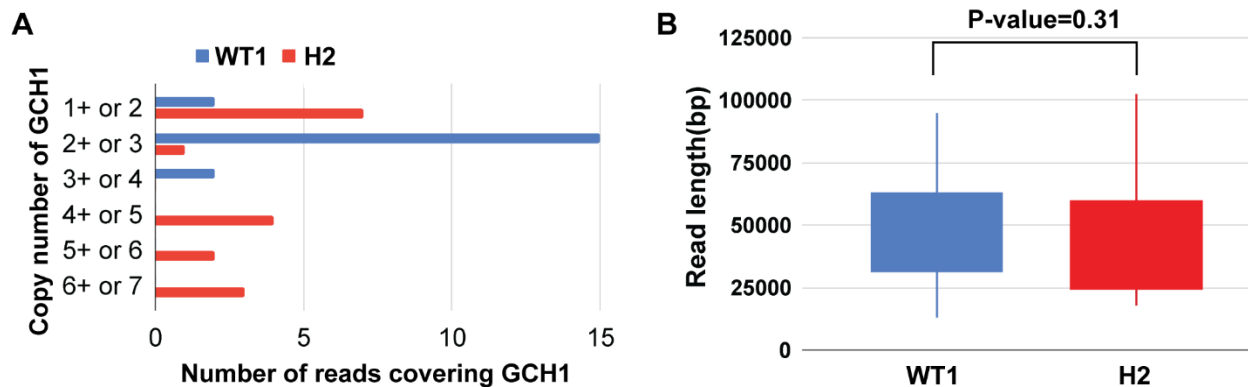 A
WT1 H2
Copy number of GCH1
1+ or 2
2+ or 3
3+ or 4
4+ or 5
5+ or 6
6+ or 7
0 5 10 15
Number of reads covering GCH1
B
P-value=0.31
Read length(bp)
125000
100000
75000
50000
25000
0
WT1 H2